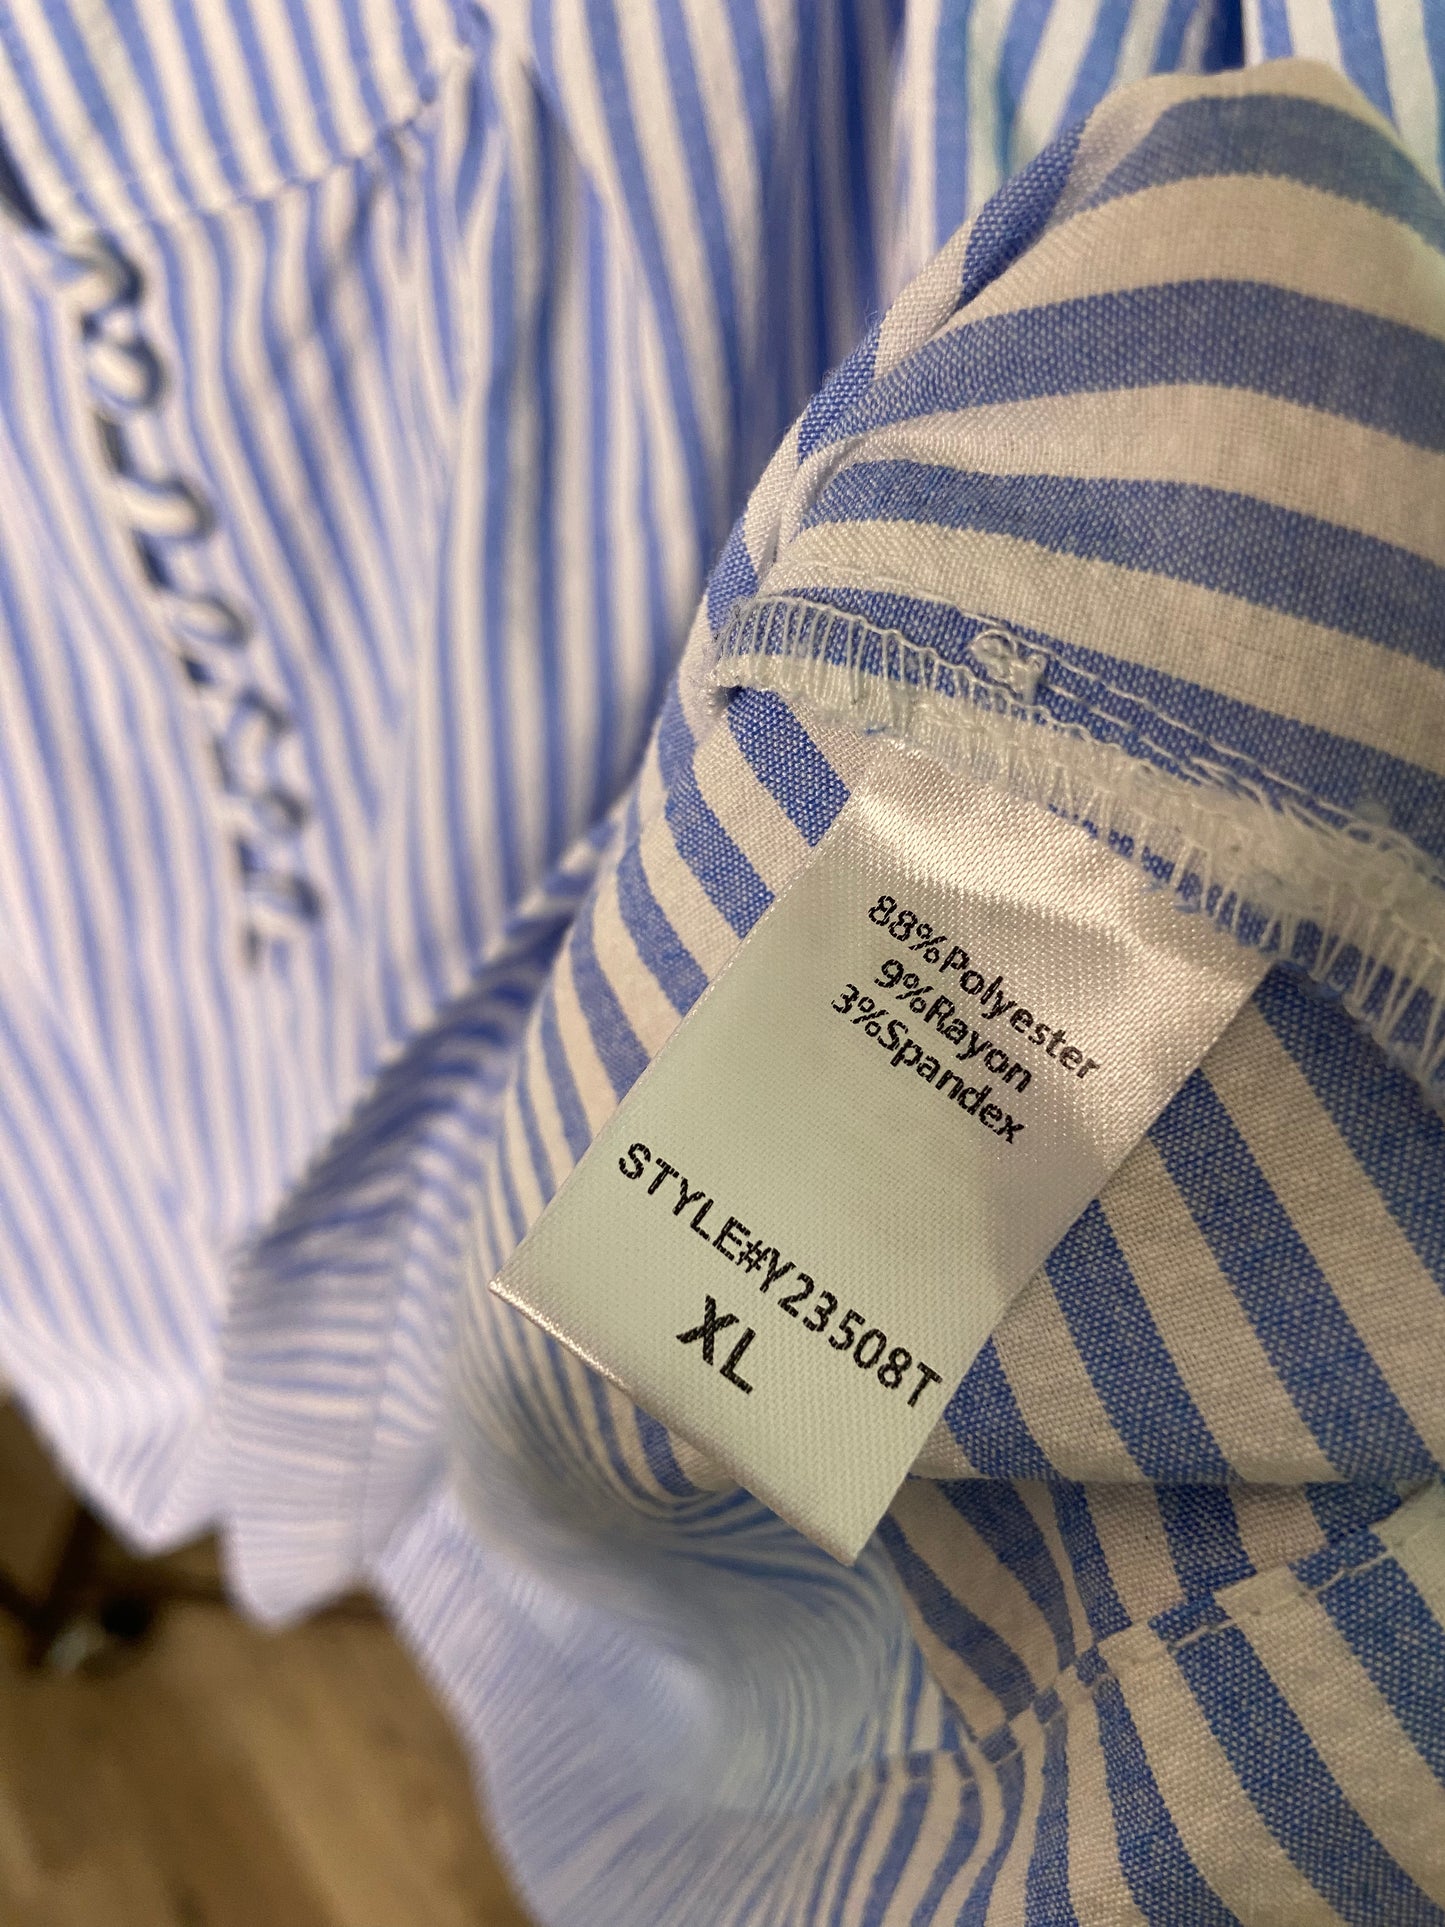 88%Polyester
9%Rayon
3%Spandex
STYLE#Y23508T
XL